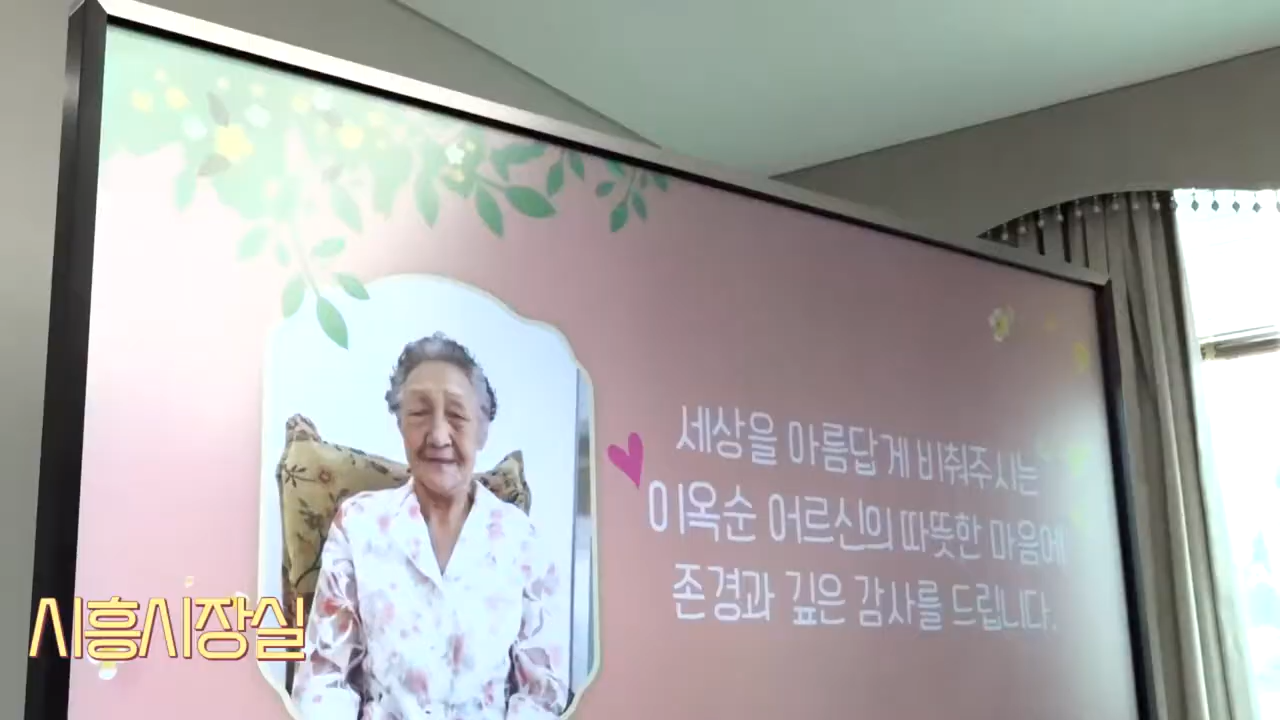 세상을 아름답게 비춰주시는
이옥순 어르신의 따뜻한 마음에
존경과 깊은 감사를 드립니다.
시흥시장실